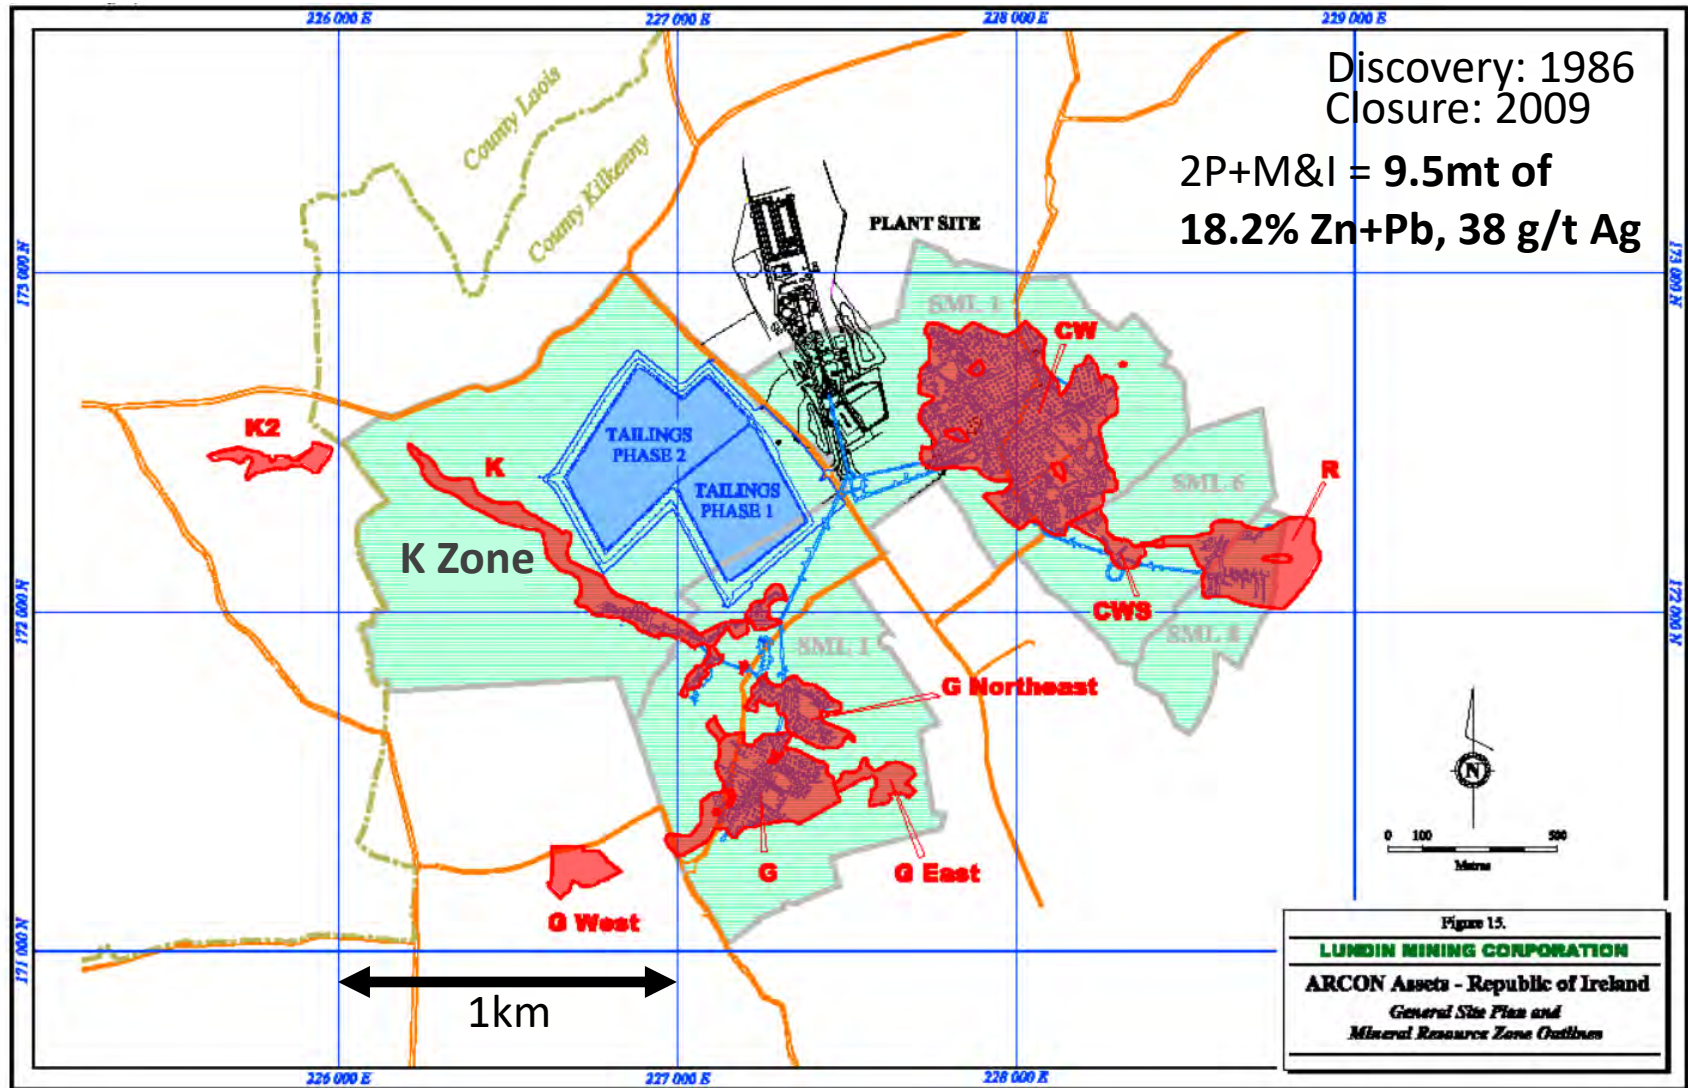 226 000 E
227 000 E
228 000 E
229 000 E
Discovery: 1986
Closure: 2009
2P+M&I = 9.5mt of
18.2% Zn+Pb, 38 g/t Ag
County Laois
County Kilkenny
PLANT SITE
173 000 N
173 000 N
SML 1
CW
K2
K
TAILINGS
PHASE 2
TAILINGS
PHASE 1
SML 6
R
K Zone
CWS
172 000 N
172 000 N
SML 8
SML 1
G Northeast
N
0 100 500
Metres
G
G East
G West
171 000 N
1km
Figure 15.
LUNDIN MINING CORPORATION
ARCON Assets - Republic of Ireland
General Site Plan and
Mineral Resource Zone Outlines
226 000 E
227 000 E
228 000 E